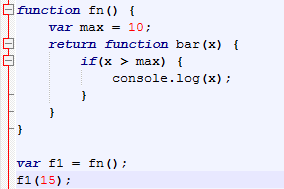 function fn() {
    var max = 10;
    return function bar(x) {
        if(x > max) {
            console.log(x);
        }
    }
}

var f1 = fn();
f1(15);